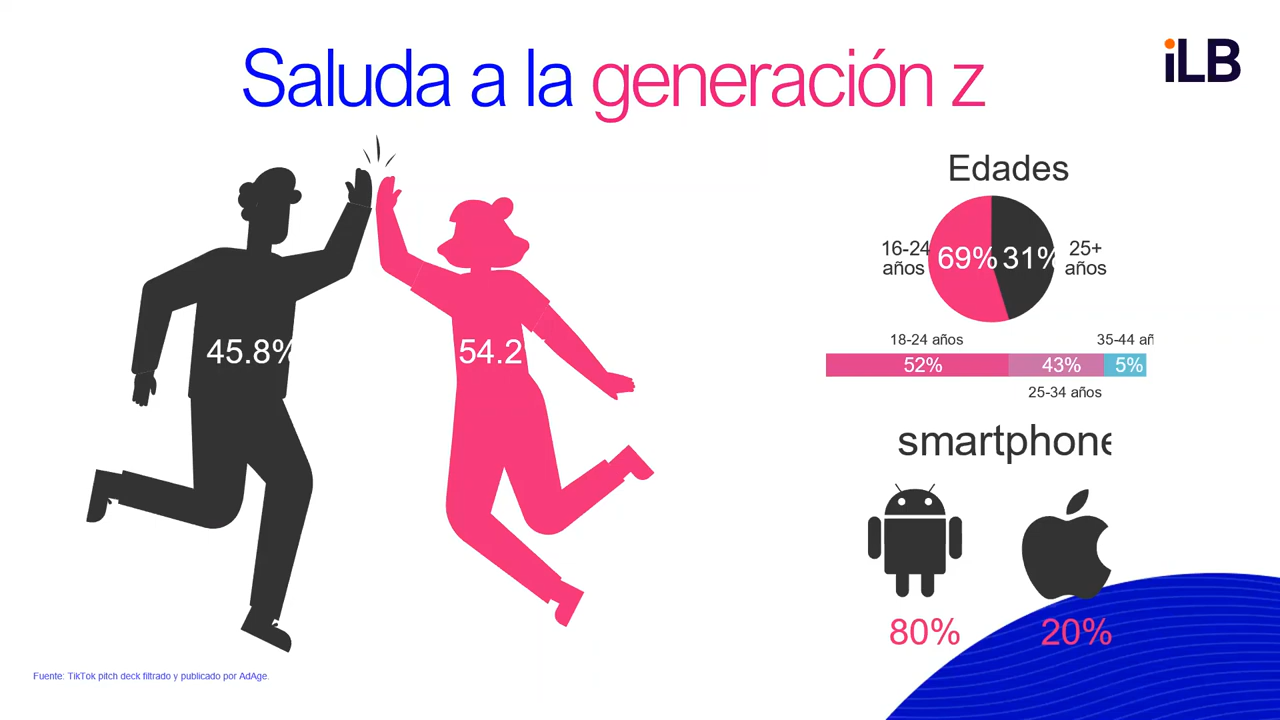 Saluda a la generación z
iLB
45.8%
54.2
Edades
16-24
años
69%
31%
25+
años
18-24 años
35-44 añ
52%
43%
5%
25-34 años
smartphone
80%
20%
Fuente: TikTok pitch deck filtrado y publicado por AdAge.